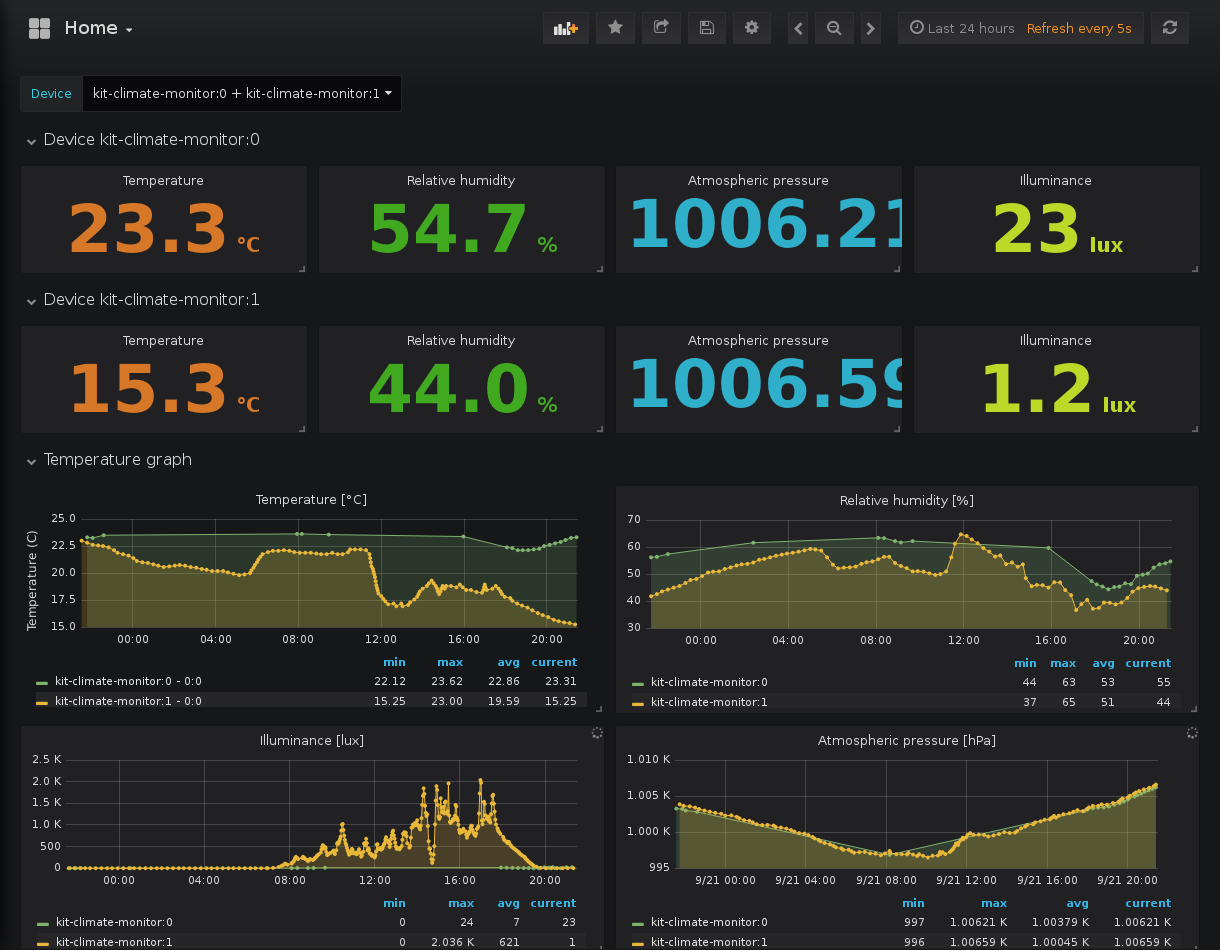 Home
Last 24 hours Refresh every 5s
Device kit-climate-monitor:0 + kit-climate-monitor:1
Device kit-climate-monitor:0
Temperature Relative humidity Atmospheric pressure Illuminance
23.3 °C 54.7 % 1006.21 23 lux
Device kit-climate-monitor:1
Temperature Relative humidity Atmospheric pressure Illuminance
15.3 °C 44.0 % 1006.59 1.2 lux
Temperature graph
Temperature [°C]
Temperature (C)
25.0
22.5
20.0
17.5
15.0
00:00 04:00 08:00 12:00 16:00 20:00
min max avg current
kit-climate-monitor:0 - 0:0 22.12 23.62 22.86 23.31
kit-climate-monitor:1 - 0:0 15.25 23.00 19.59 15.25
Relative humidity [%]
70
60
50
40
30
00:00 04:00 08:00 12:00 16:00 20:00
min max avg current
kit-climate-monitor:0 44 63 53 55
kit-climate-monitor:1 37 65 51 44
Illuminance [lux]
2.5 K
2.0 K
1.5 K
1.0 K
500
0
00:00 04:00 08:00 12:00 16:00 20:00
min max avg current
kit-climate-monitor:0 0 24 7 23
kit-climate-monitor:1 0 2.036 K 621 1
Atmospheric pressure [hPa]
1.010 K
1.005 K
1.000 K
995
9/21 00:00 9/21 04:00 9/21 08:00 9/21 12:00 9/21 16:00 9/21 20:00
min max avg current
kit-climate-monitor:0 997 1.00621 K 1.00379 K 1.00621 K
kit-climate-monitor:1 996 1.00659 K 1.00045 K 1.00659 K